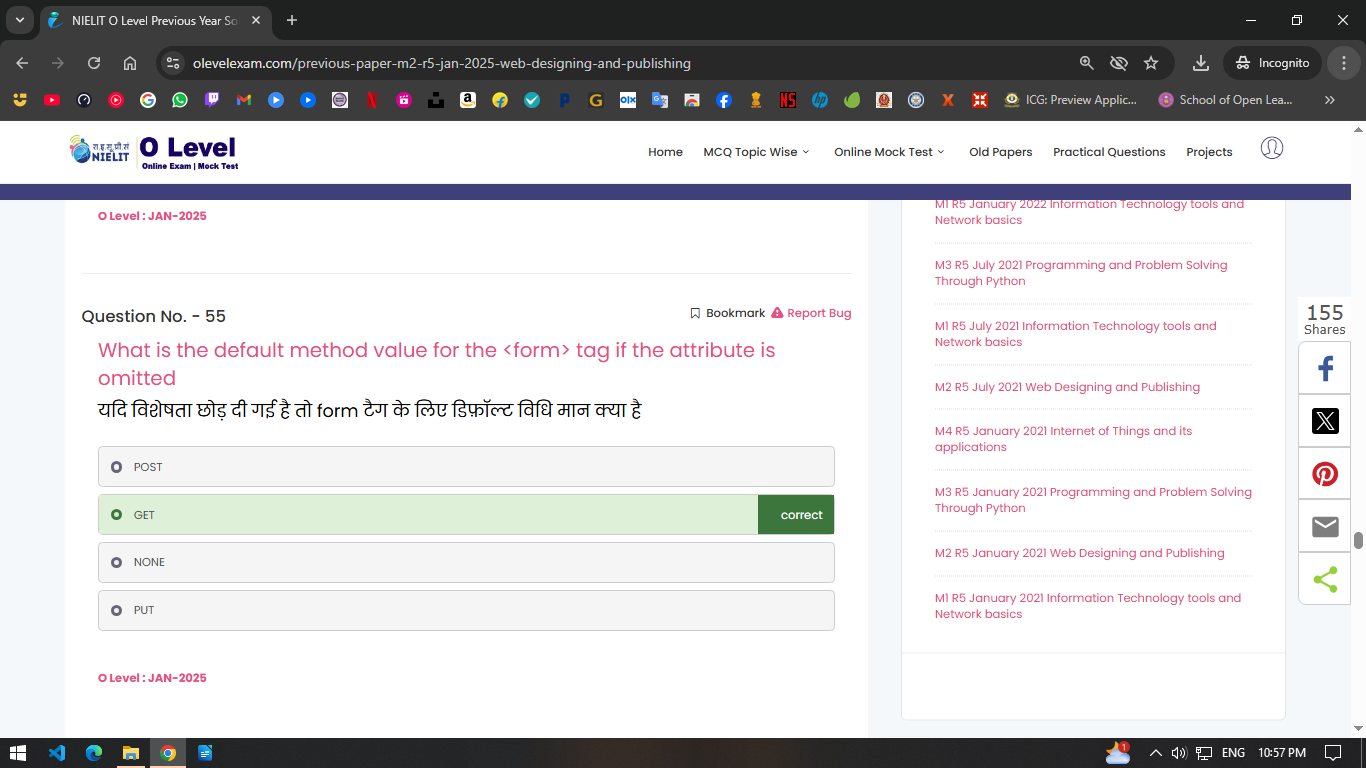 NIELIT O Level Previous Year So
olevelexam.com/previous-paper-m2-r5-jan-2025-web-designing-and-publishing
Incognito
ICG: Preview Applic...
School of Open Lea...
NIELIT
O Level
Online Exam | Mock Test
Home
MCQ Topic Wise
Online Mock Test
Old Papers
Practical Questions
Projects
O Level : JAN-2025
Question No. - 55
Bookmark
Report Bug
What is the default method value for the <form> tag if the attribute is
omitted
यदि विशेषता छोड़ दी गई है तो form टैग के लिए डिफ़ॉल्ट विधि मान क्या है
POST
GET
correct
NONE
PUT
O Level : JAN-2025
M1 R5 January 2022 Information Technology tools and
Network basics
M3 R5 July 2021 Programming and Problem Solving
Through Python
M1 R5 July 2021 Information Technology tools and
Network basics
M2 R5 July 2021 Web Designing and Publishing
M4 R5 January 2021 Internet of Things and its
applications
M3 R5 January 2021 Programming and Problem Solving
Through Python
M2 R5 January 2021 Web Designing and Publishing
M1 R5 January 2021 Information Technology tools and
Network basics
155
Shares
1
ENG
10:57 PM